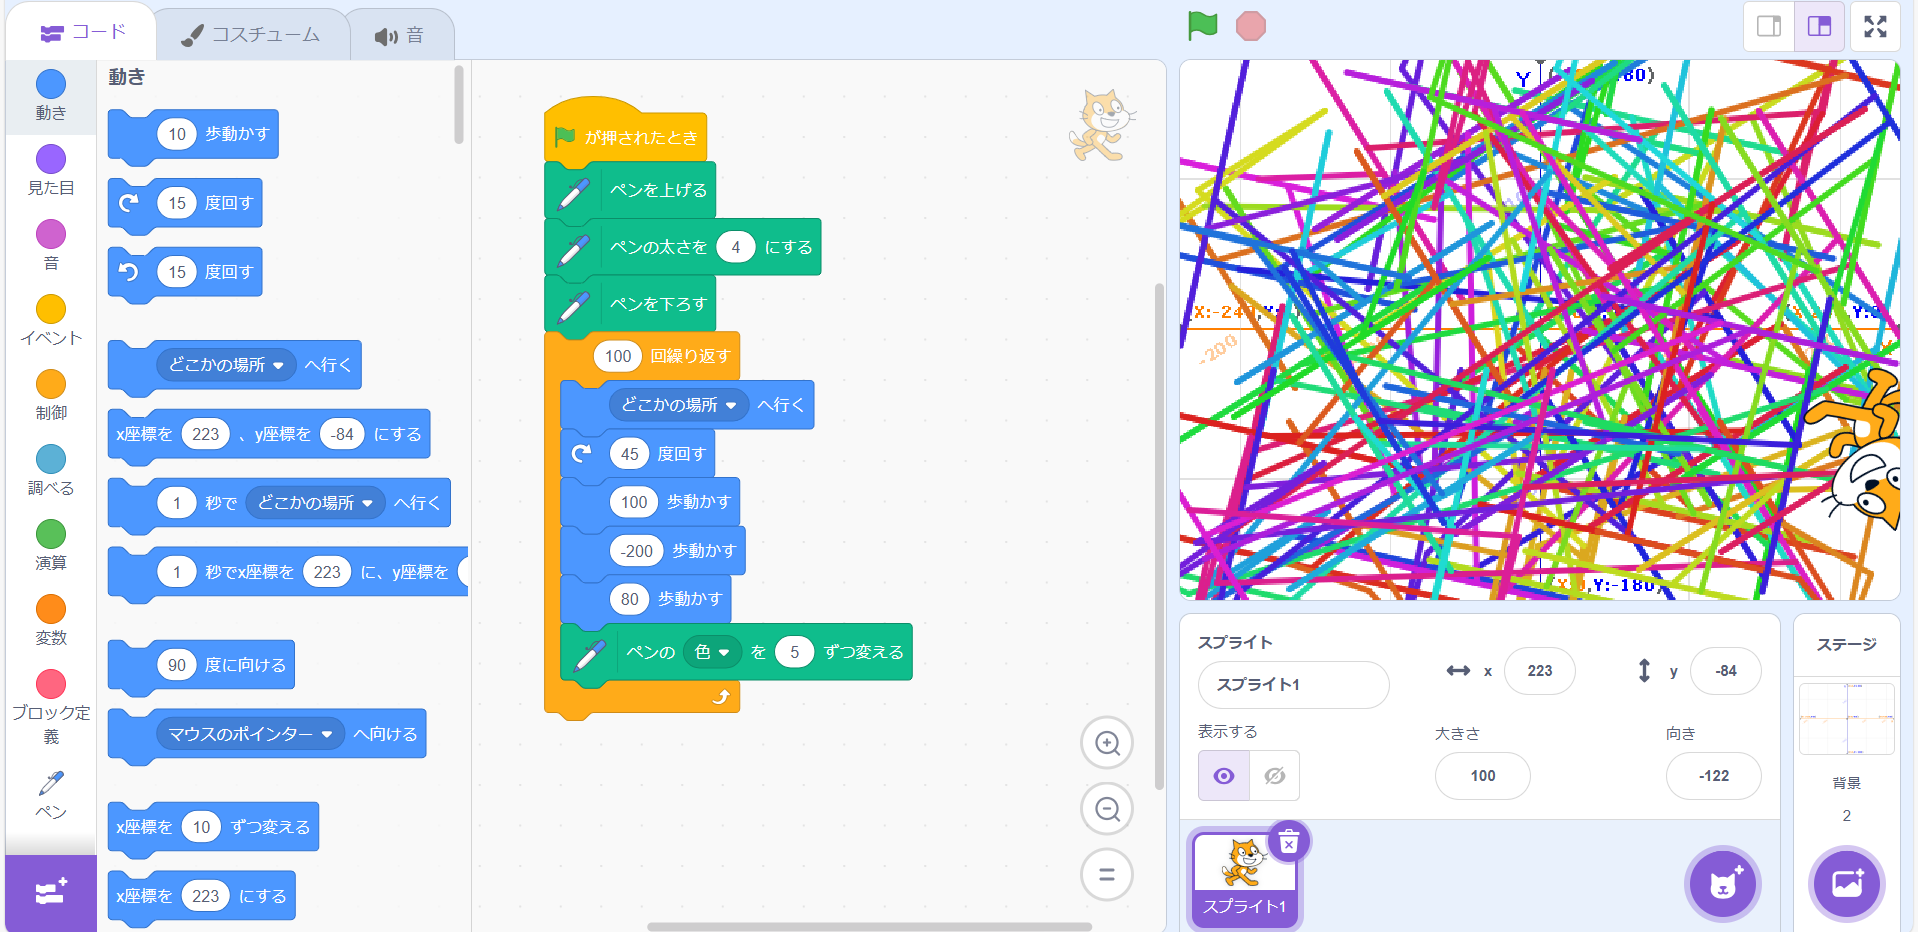 コード
コスチューム
音
動き
見た目
音
イベント
制御
調べる
演算
変数
ブロック定
義
ペン
動き
10 歩動かす
15 度回す
15 度回す
どこかの場所 へ行く
x座標を 223 、y座標を -84 にする
1 秒で どこかの場所 へ行く
1 秒でx座標を 223 に、y座標を
90 度に向ける
マウスのポインター へ向ける
x座標を 10 ずつ変える
x座標を 223 にする
が押されたとき
ペンを上げる
ペンの太さを 4 にする
ペンを下ろす
100 回繰り返す
どこかの場所 へ行く
45 度回す
100 歩動かす
-200 歩動かす
80 歩動かす
ペンの 色 を 5 ずつ変える
Y
-200
Y:-180)
スプライト
スプライト1
x 223
y -84
表示する
大きさ
100
向き
-122
スプライト1
ステージ
背景
2